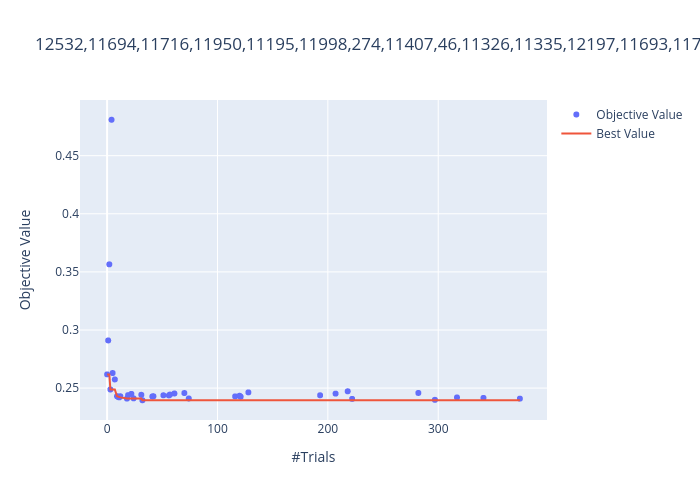 12532,11694,11716,11950,11195,11998,274,11407,46,11326,11335,12197,11693,117
Objective Value
Best Value
0.45
0.4
0.35
0.3
0.25
Objective Value
0
100
200
300
#Trials